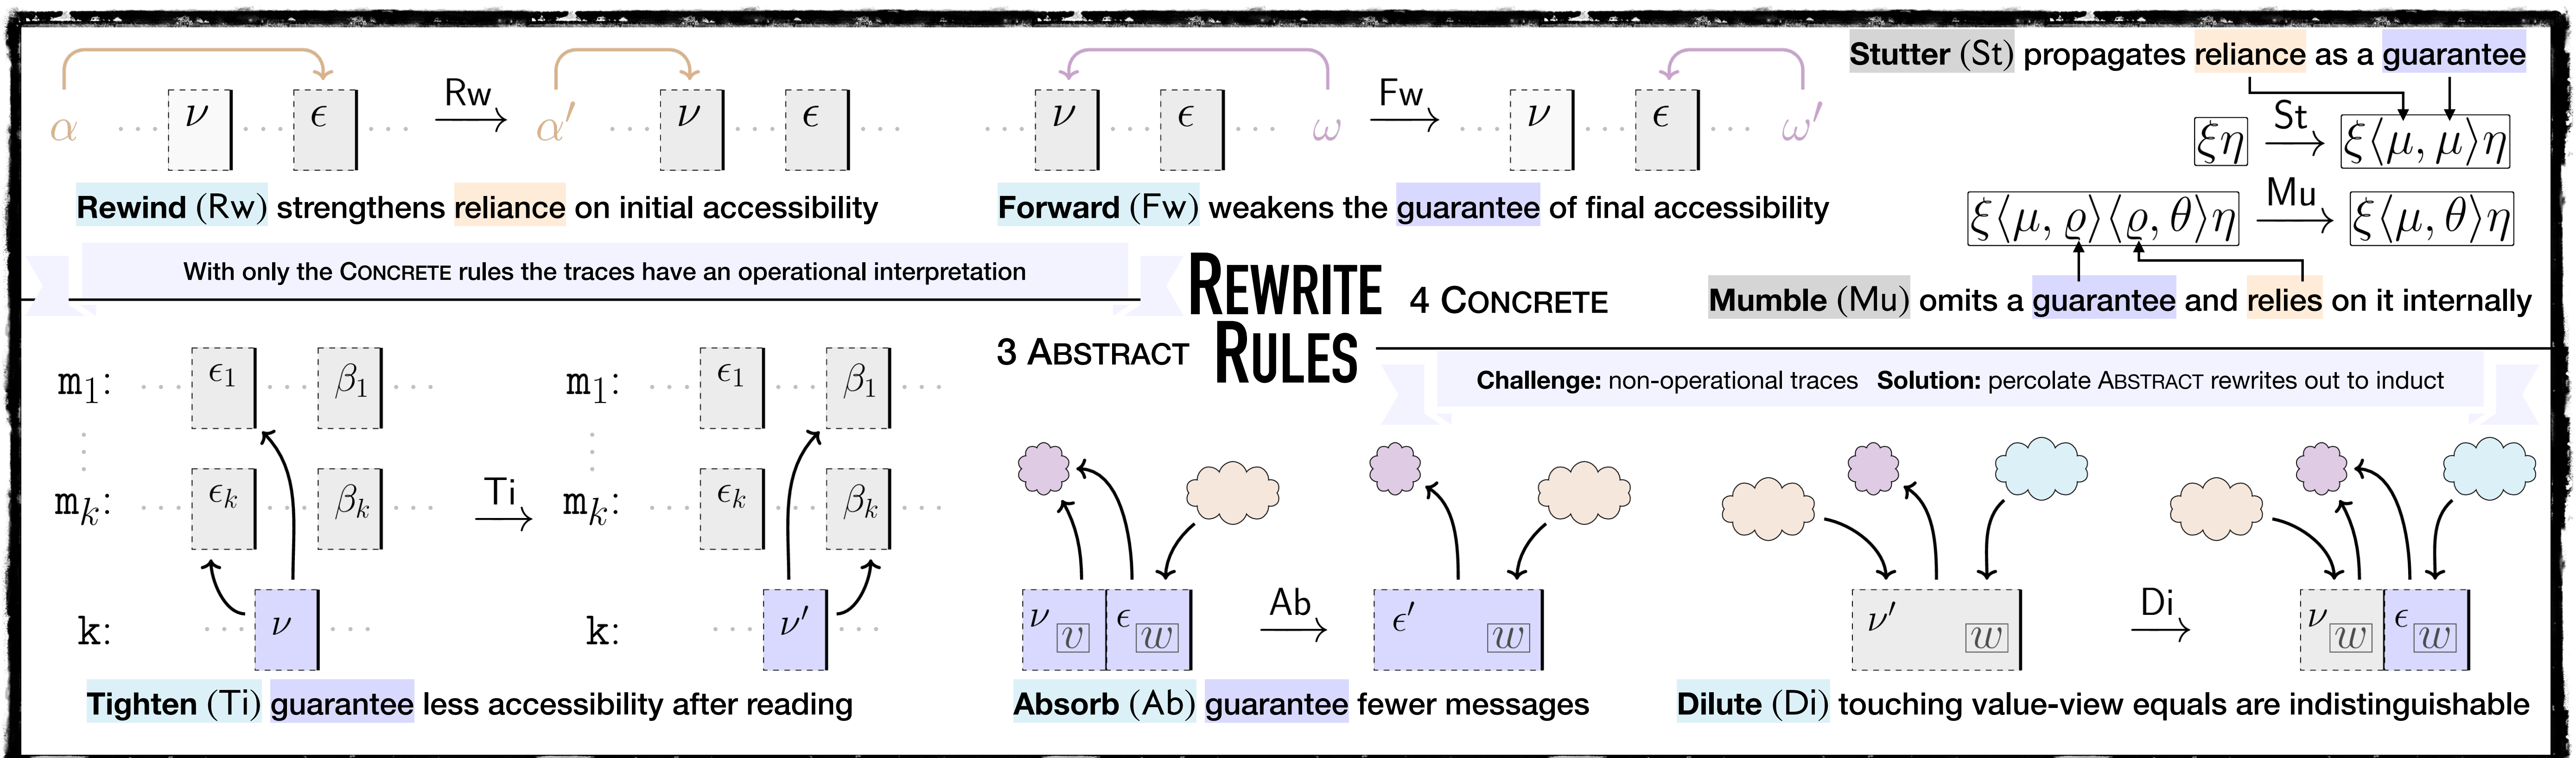 α ··· ν ··· ϵ ··· Rw→ α′ ··· ν ··· ϵ ···
Rewind (Rw) strengthens reliance on initial accessibility
··· ν ··· ϵ ··· ω Fw→ ··· ν ··· ϵ ··· ω′
Forward (Fw) weakens the guarantee of final accessibility
Stutter (St) propagates reliance as a guarantee
ξη St→ ξ⟨μ, μ⟩η
ξ⟨μ, ϱ⟩⟨ϱ, θ⟩η Mu→ ξ⟨μ, θ⟩η
Mumble (Mu) omits a guarantee and relies on it internally
With only the CONCRETE rules the traces have an operational interpretation
REWRITE
RULES
4 CONCRETE
3 ABSTRACT
Challenge: non-operational traces Solution: percolate ABSTRACT rewrites out to induct
m₁: ··· ϵ₁ ··· β₁ ···
mₖ: ··· ϵₖ ··· βₖ ···
k: ··· ν ···
Ti→
m₁: ··· ϵ₁ ··· β₁ ···
mₖ: ··· ϵₖ ··· βₖ ···
k: ··· ν′ ···
Tighten (Ti) guarantee less accessibility after reading
ν v ϵ w Ab→ ϵ′ w
Absorb (Ab) guarantee fewer messages
ν′ w Di→ ν w ϵ w
Dilute (Di) touching value-view equals are indistinguishable